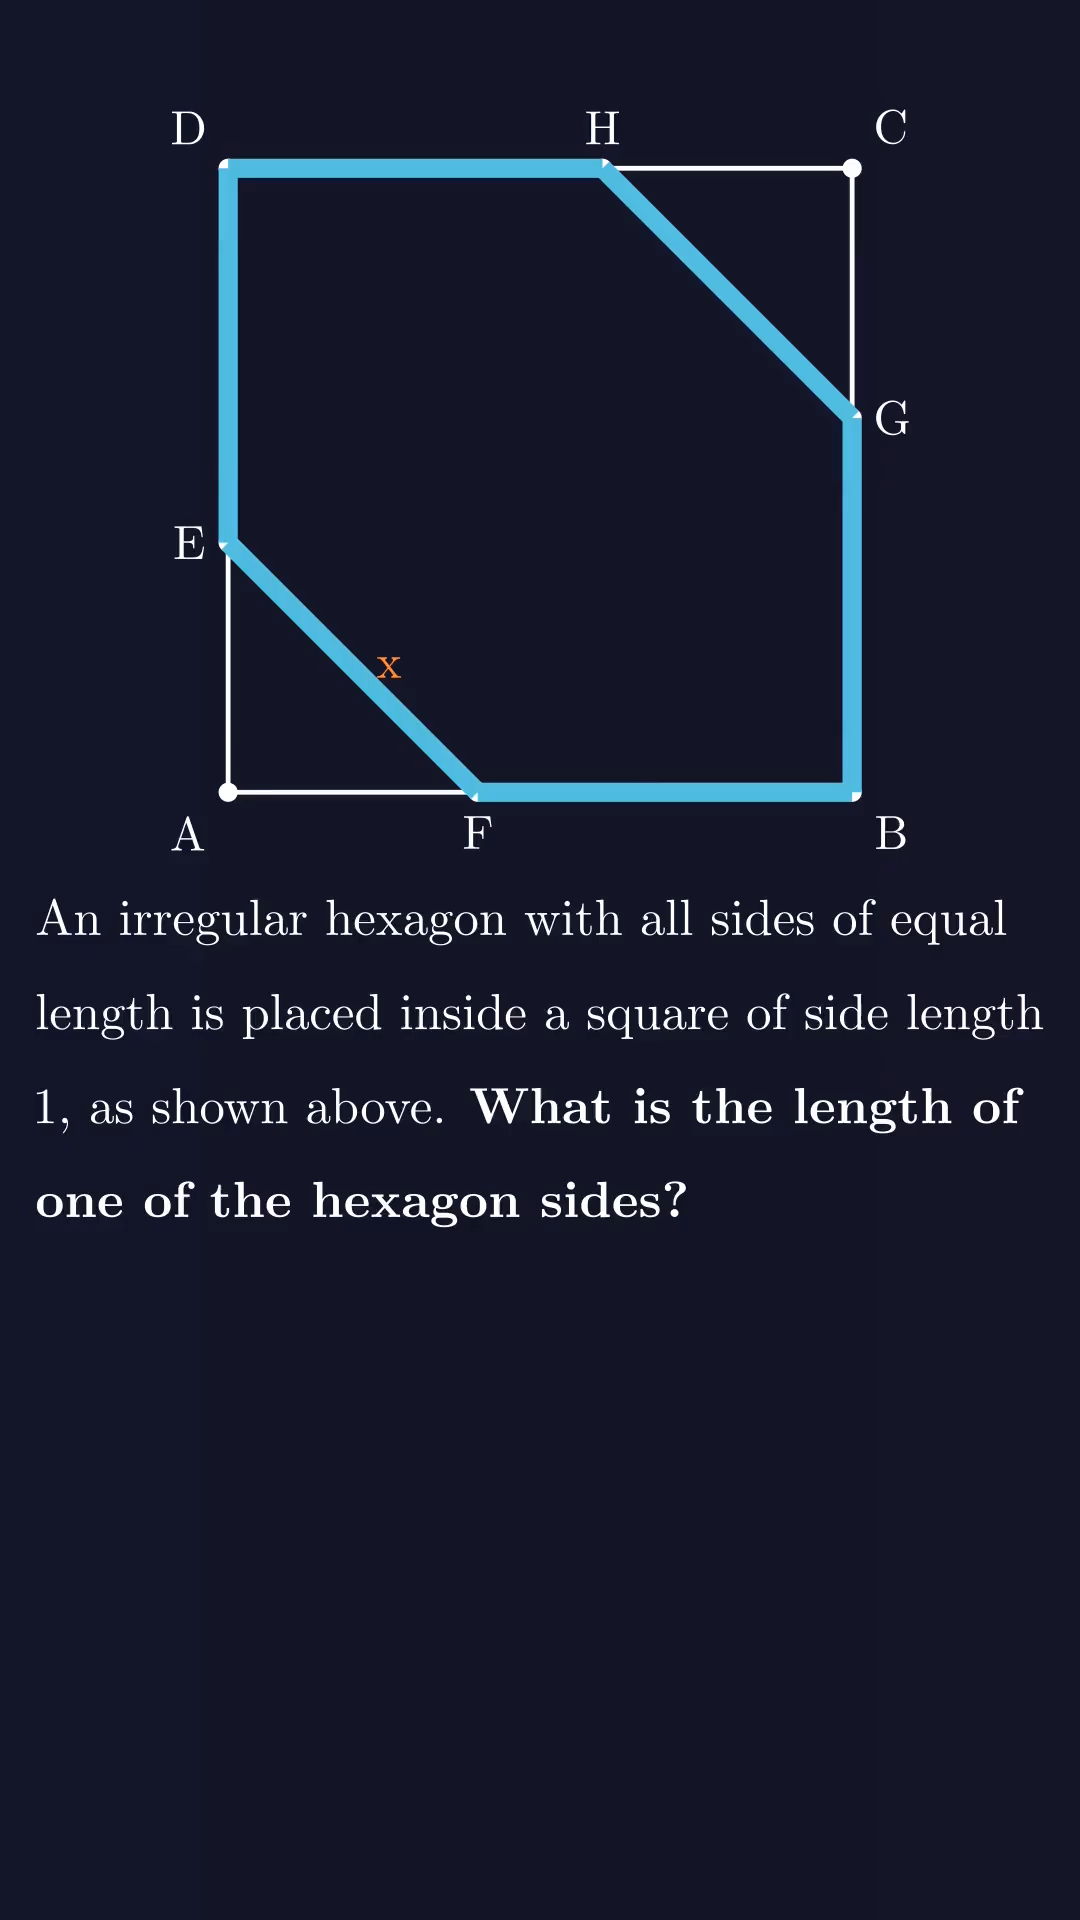 D H C
G
E
x
A F B
An irregular hexagon with all sides of equal
length is placed inside a square of side length
1, as shown above. What is the length of
one of the hexagon sides?